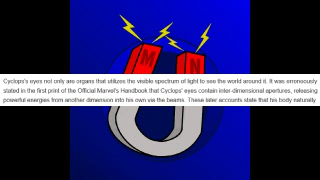 M N
Cyclops's eyes not only are organs that utilizes the visible spectrum of light to see the world around it. It was erroneously
stated in the first print of the Official Marvel's Handbook that Cyclops' eyes contain inter-dimensional apertures, releasing
powerful energies from another dimension into his own via the beams. These later accounts state that his body naturally